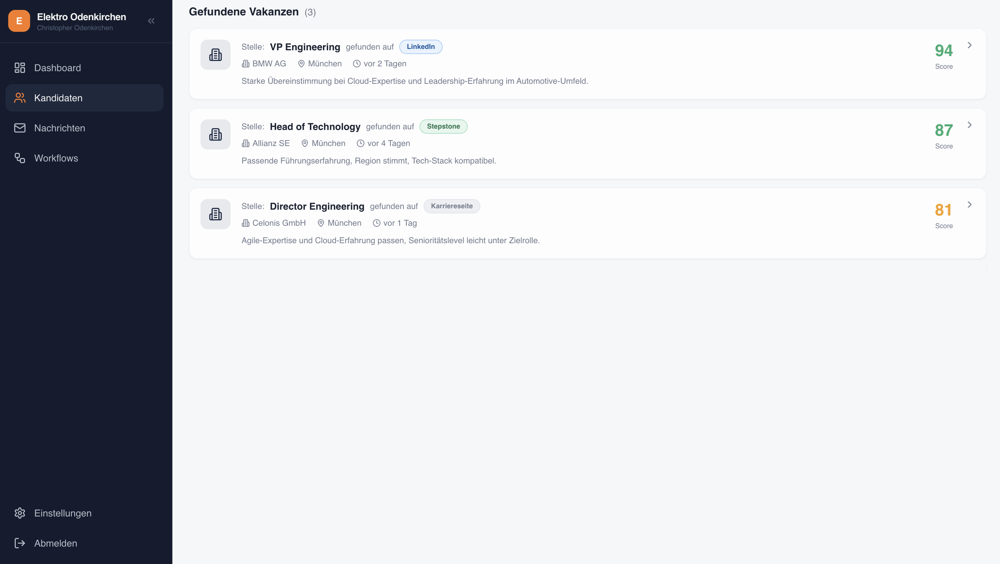 E
Elektro Odenkirchen
Christopher Odenkirchen
Dashboard
Kandidaten
Nachrichten
Workflows
Einstellungen
Abmelden
Gefundene Vakanzen (3)
Stelle: VP Engineering gefunden auf LinkedIn
BMW AG München vor 2 Tagen
Starke Übereinstimmung bei Cloud-Expertise und Leadership-Erfahrung im Automotive-Umfeld.
94
Score
Stelle: Head of Technology gefunden auf Stepstone
Allianz SE München vor 4 Tagen
Passende Führungserfahrung, Region stimmt, Tech-Stack kompatibel.
87
Score
Stelle: Director Engineering gefunden auf Karriereseite
Celonis GmbH München vor 1 Tag
Agile-Expertise und Cloud-Erfahrung passen, Senioritätslevel leicht unter Zielrolle.
81
Score